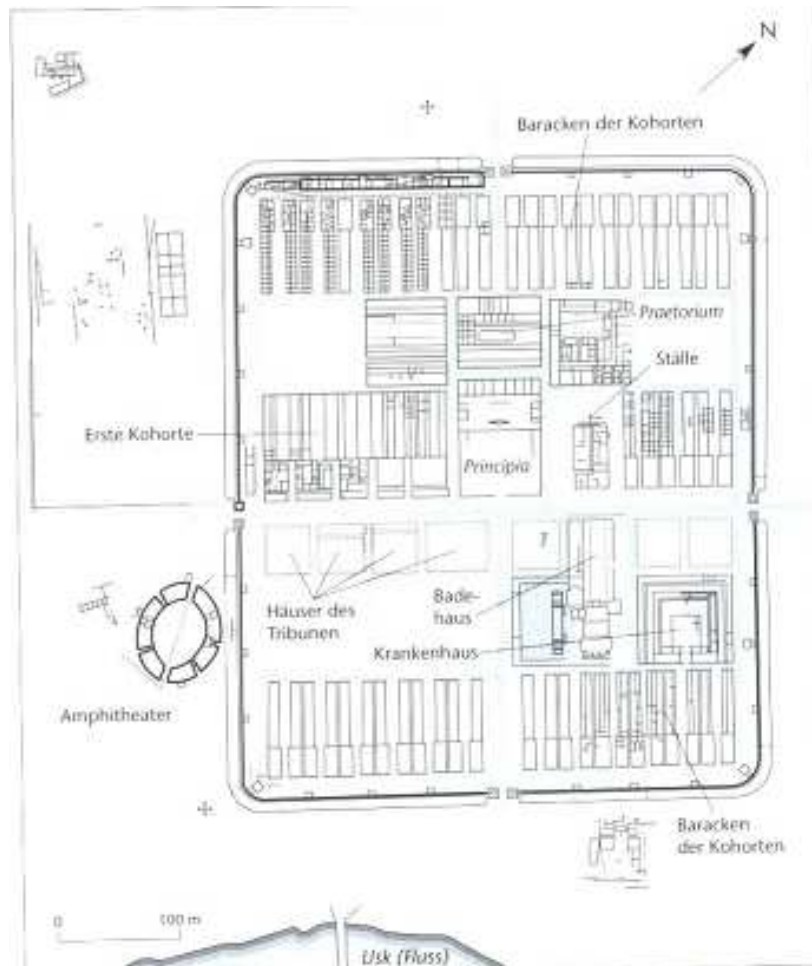 N
Baracken der Kohorten
Praetorium
Ställe
Erste Kohorte
Principia
Häuser des
Tribunen
Bade-
haus
Krankenhaus
Amphitheater
Baracken
der Kohorten
0
100 m
Usk (Fluss)